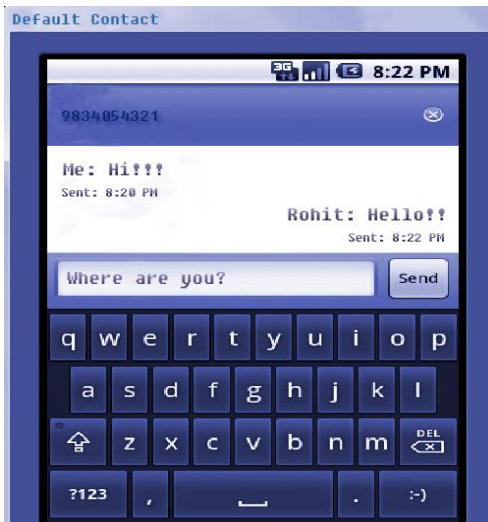 Default Contact
3G 8:22 PM
9834054321
Me: Hi!!!
Sent: 8:20 PM
Rohit: Hello!!
Sent: 8:22 PM
Where are you? Send
q w e r t y u i o p
a s d f g h j k l
z x c v b n m DEL
?123 , . :-)